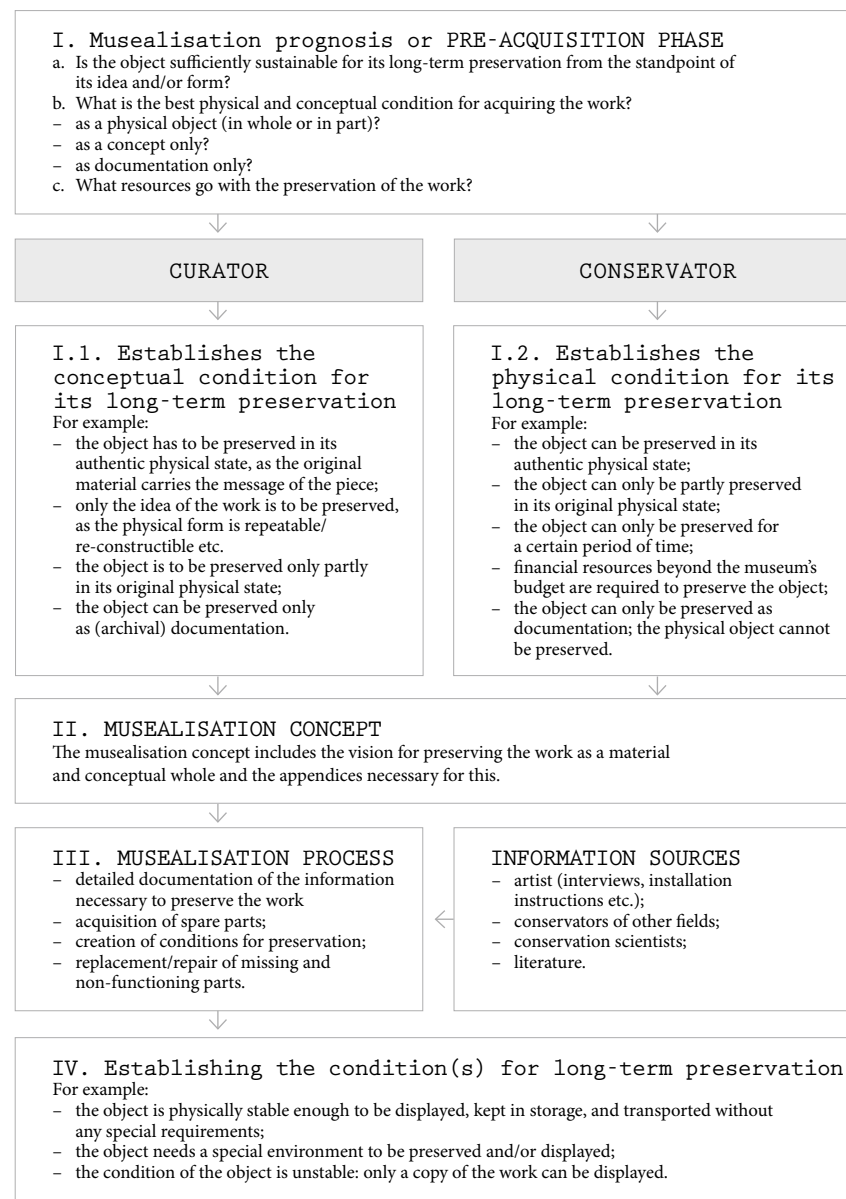 I. Musealisation prognosis or PRE-ACQUISITION PHASE
a. Is the object sufficiently sustainable for its long-term preservation from the standpoint of
its idea and/or form?
b. What is the best physical and conceptual condition for acquiring the work?
– as a physical object (in whole or in part)?
– as a concept only?
– as documentation only?
c. What resources go with the preservation of the work?
CURATOR
I.1. Establishes the
conceptual condition for
its long-term preservation
For example:
– the object has to be preserved in its
authentic physical state, as the original
material carries the message of the piece;
– only the idea of the work is to be preserved,
as the physical form is repeatable/
re-constructible etc.
– the object is to be preserved only partly
in its original physical state;
– the object can be preserved only
as (archival) documentation.
CONSERVATOR
I.2. Establishes the
physical condition for its
long-term preservation
For example:
– the object can be preserved in its
authentic physical state;
– the object can only be partly preserved
in its original physical state;
– the object can only be preserved for
a certain period of time;
– financial resources beyond the museum's
budget are required to preserve the object;
– the object can only be preserved as
documentation; the physical object cannot
be preserved.
II. MUSEALISATION CONCEPT
The musealisation concept includes the vision for preserving the work as a material
and conceptual whole and the appendices necessary for this.
III. MUSEALISATION PROCESS
– detailed documentation of the information
necessary to preserve the work
– acquisition of spare parts;
– creation of conditions for preservation;
– replacement/repair of missing and
non-functioning parts.
INFORMATION SOURCES
– artist (interviews, installation
instructions etc.);
– conservators of other fields;
– conservation scientists;
– literature.
IV. Establishing the condition(s) for long-term preservation
For example:
– the object is physically stable enough to be displayed, kept in storage, and transported without
any special requirements;
– the object needs a special environment to be preserved and/or displayed;
– the condition of the object is unstable: only a copy of the work can be displayed.